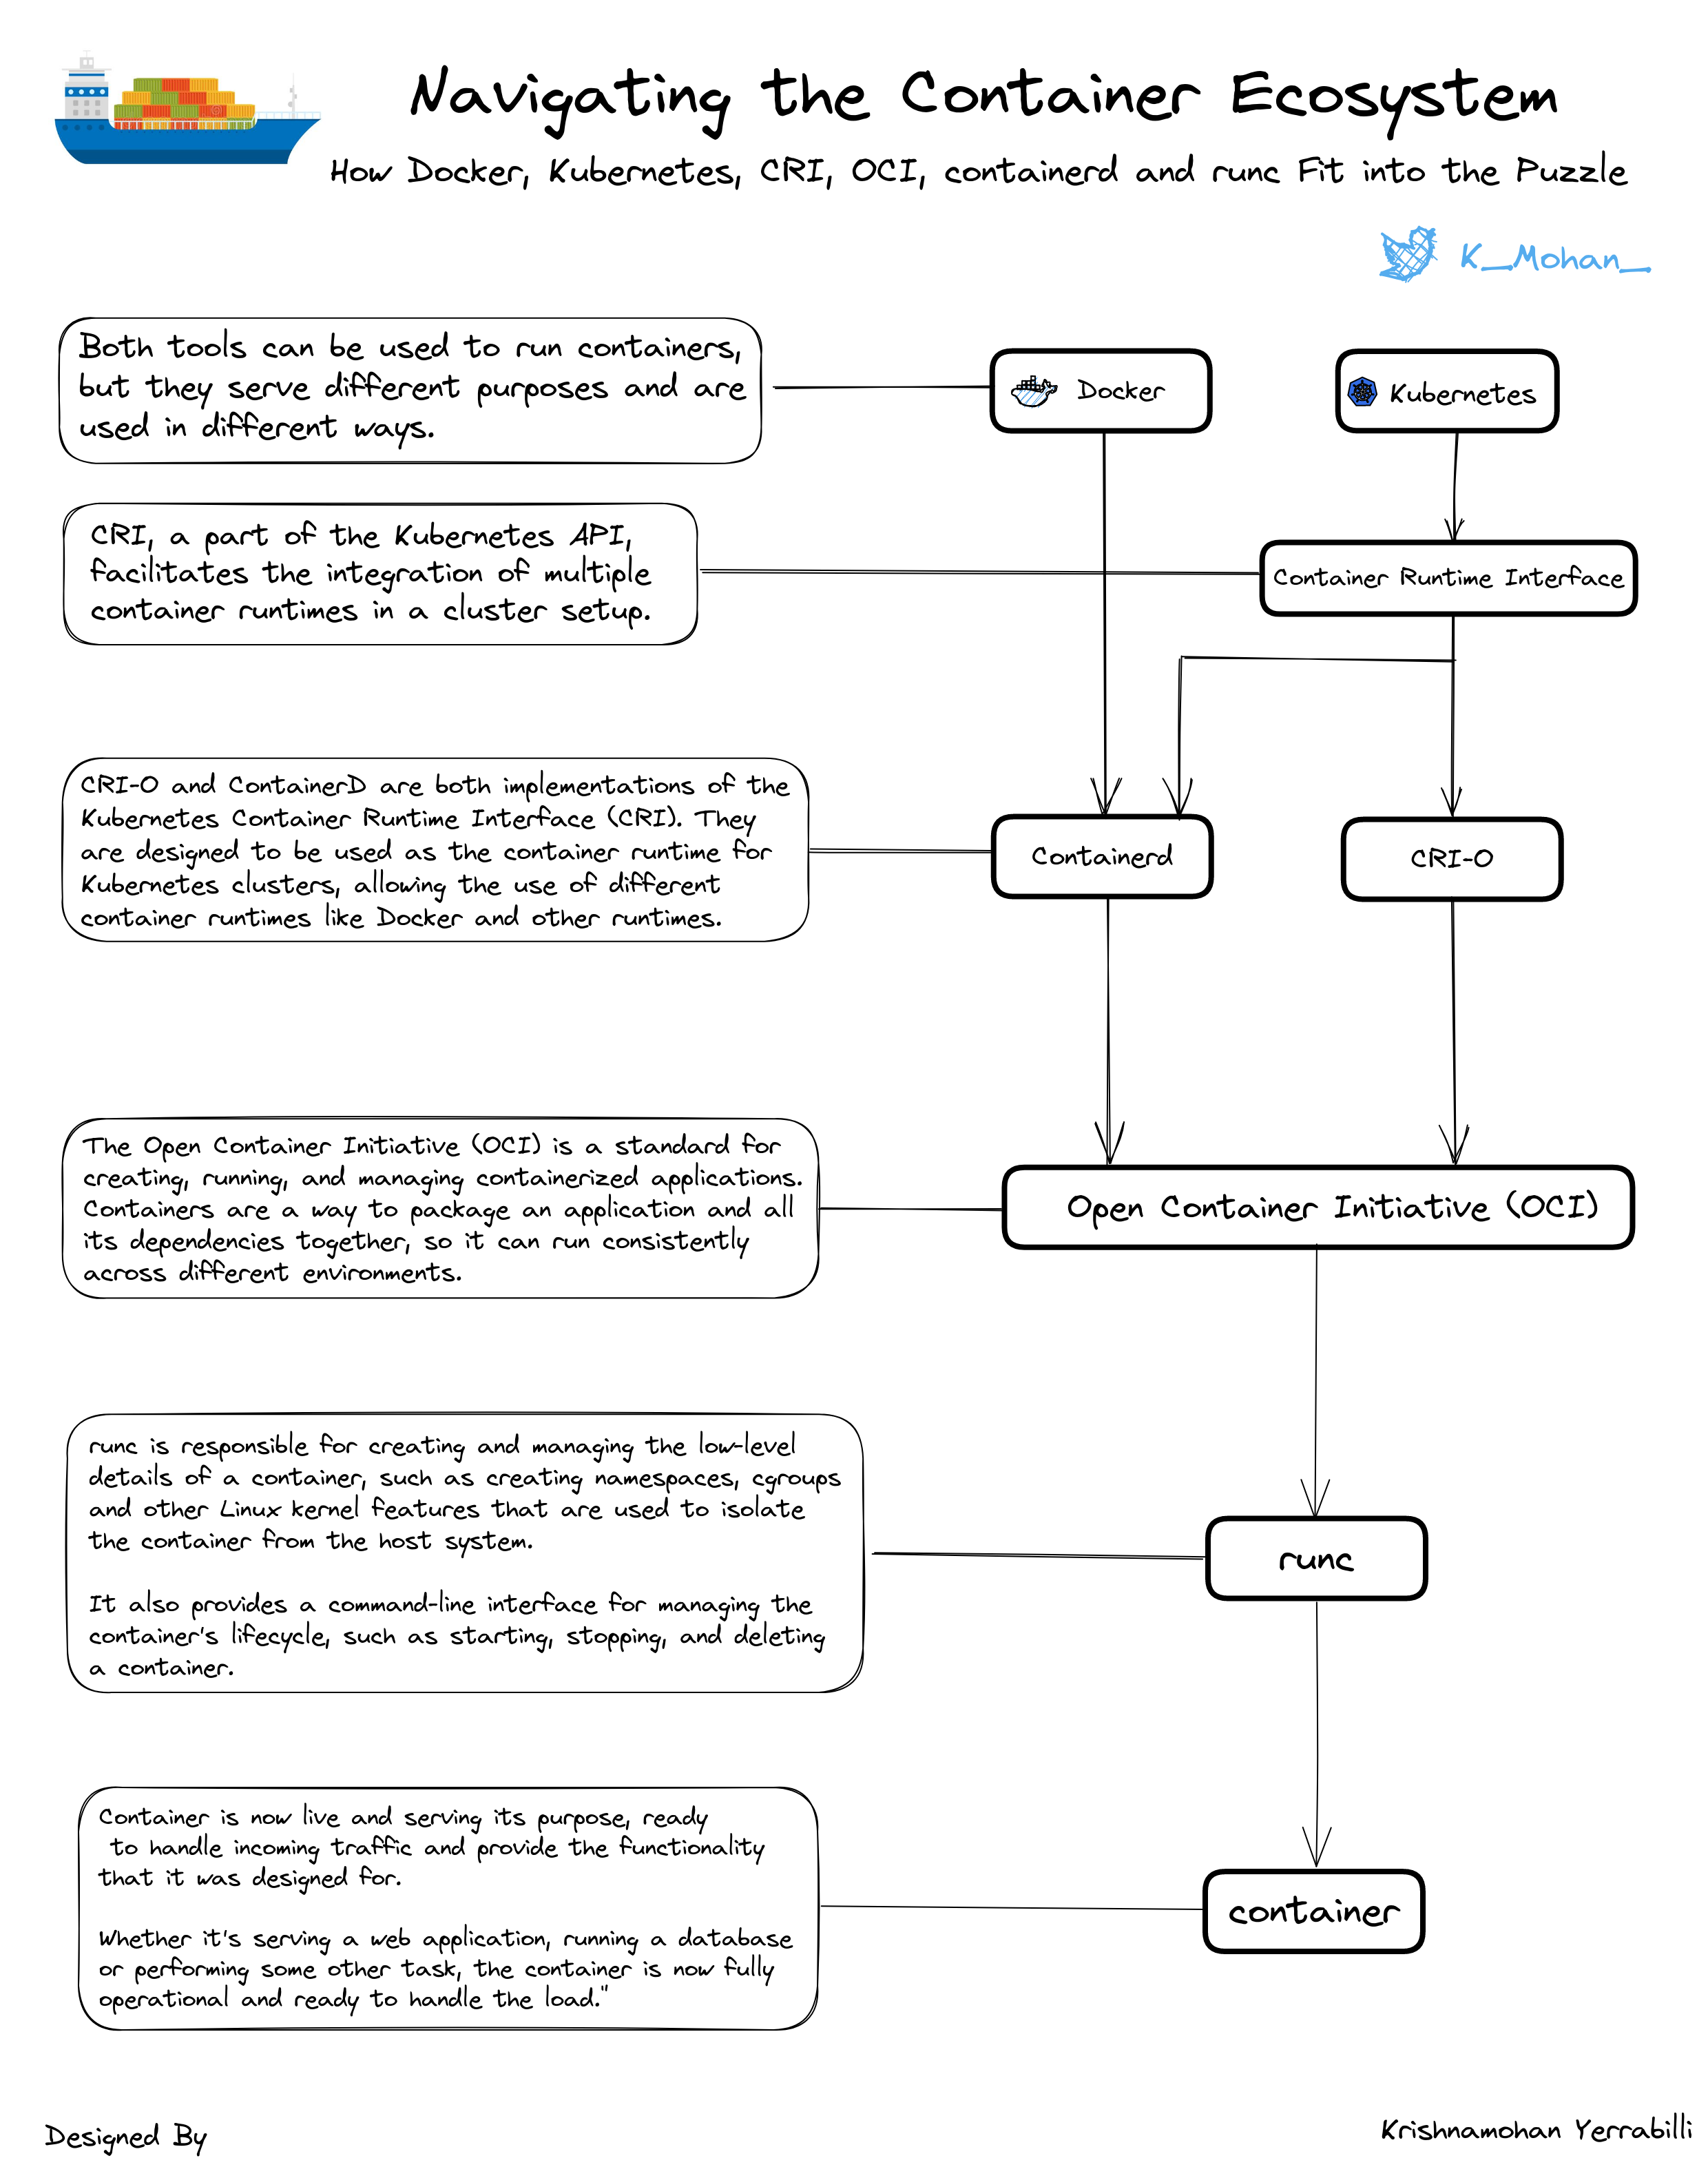 Navigating the Container Ecosystem
How Docker, Kubernetes, CRI, OCI, containerd and runc Fit into the Puzzle
K_Mohan_
Both tools can be used to run containers,
but they serve different purposes and are
used in different ways.
Docker
Kubernetes
CRI, a part of the Kubernetes API,
facilitates the integration of multiple
container runtimes in a cluster setup.
Container Runtime Interface
CRI-O and ContainerD are both implementations of the
Kubernetes Container Runtime Interface (CRI). They
are designed to be used as the container runtime for
Kubernetes clusters, allowing the use of different
container runtimes like Docker and other runtimes.
Containerd
CRI-O
The Open Container Initiative (OCI) is a standard for
creating, running, and managing containerized applications.
Containers are a way to package an application and all
its dependencies together, so it can run consistently
across different environments.
Open Container Initiative (OCI)
runc is responsible for creating and managing the low-level
details of a container, such as creating namespaces, cgroups
and other Linux kernel features that are used to isolate
the container from the host system.
It also provides a command-line interface for managing the
container's lifecycle, such as starting, stopping, and deleting
a container.
runc
Container is now live and serving its purpose, ready
to handle incoming traffic and provide the functionality
that it was designed for.
Whether it's serving a web application, running a database
or performing some other task, the container is now fully
operational and ready to handle the load."
container
Designed By
Krishnamohan Yerrabilli